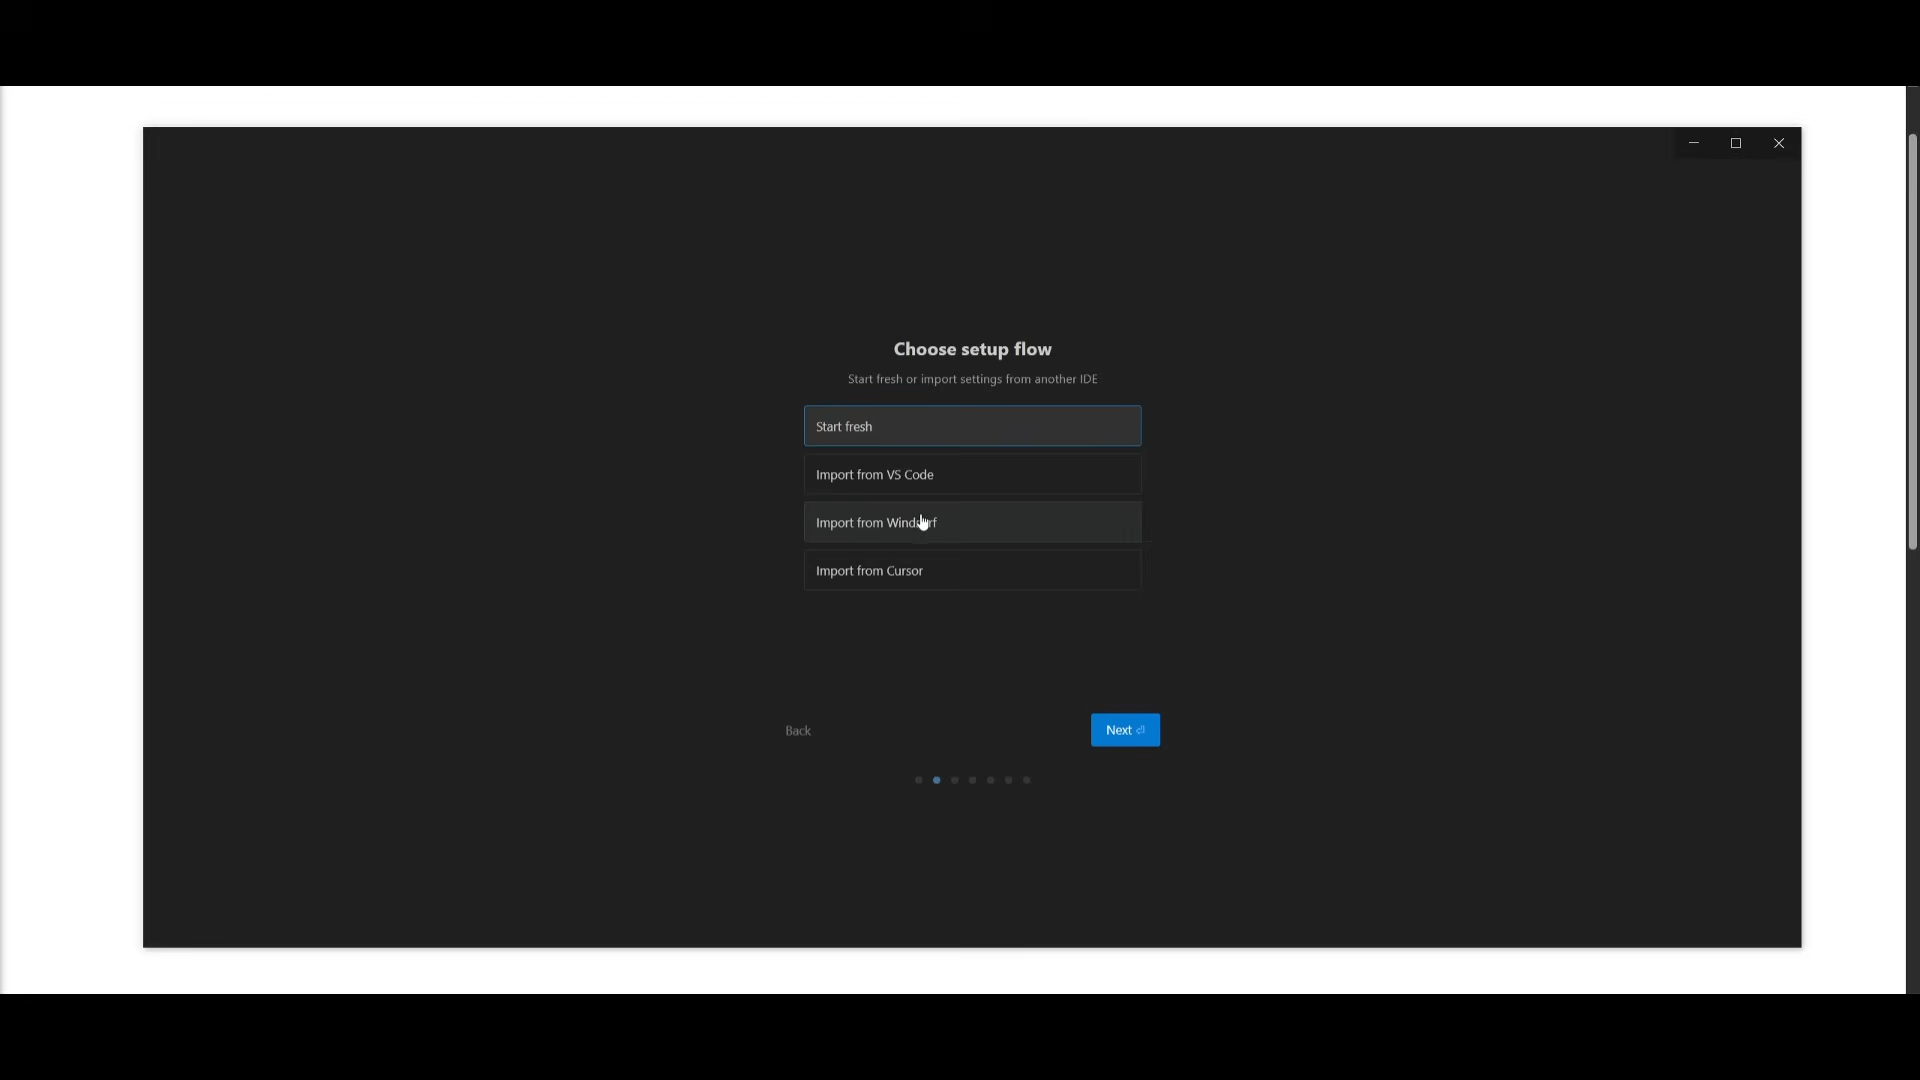 Choose setup flow
Start fresh or import settings from another IDE
Start fresh
Import from VS Code
Import from Windsurf
Import from Cursor
Back
Next ⏎